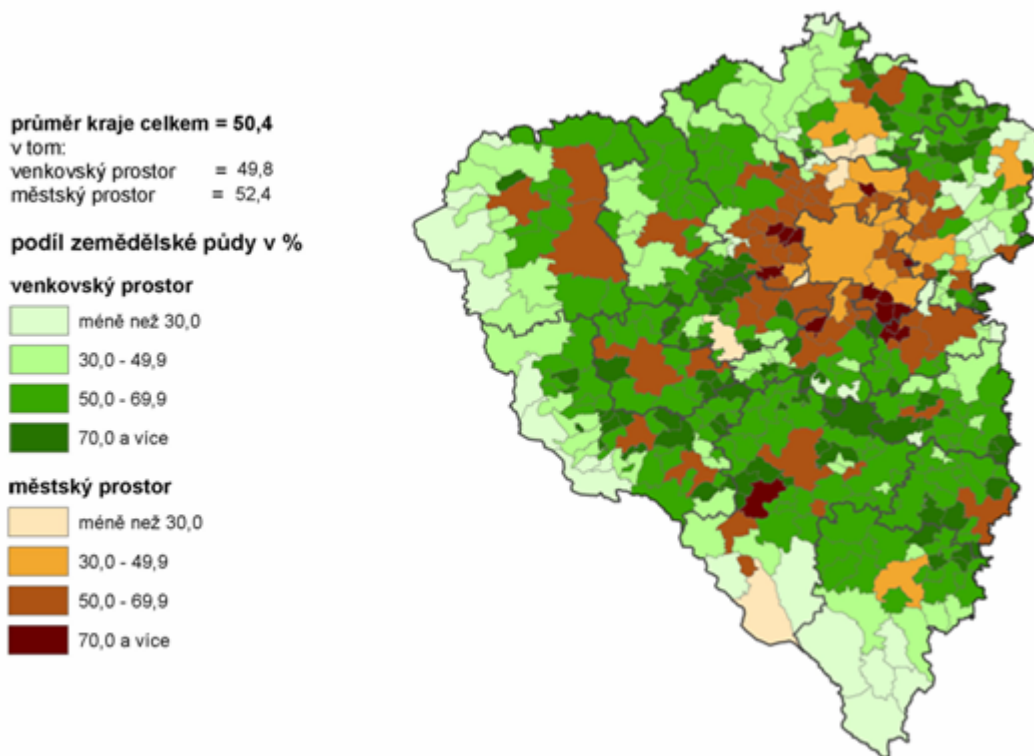 průměr kraje celkem = 50,4
v tom:
venkovský prostor = 49,8
městský prostor = 52,4
podíl zemědělské půdy v %
venkovský prostor
méně než 30,0
30,0 - 49,9
50,0 - 69,9
70,0 a více
městský prostor
méně než 30,0
30,0 - 49,9
50,0 - 69,9
70,0 a více